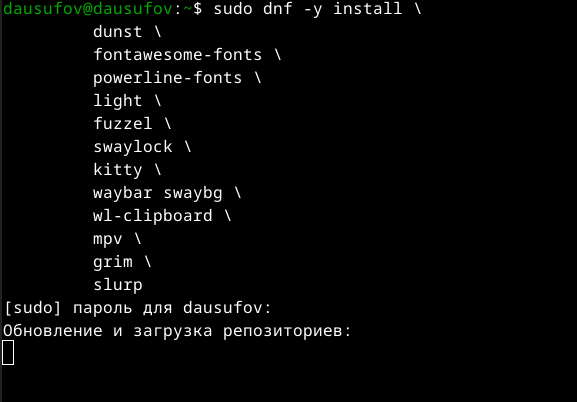 dausufov@dausufov:~$ sudo dnf -y install \
dunst \
fontawesome-fonts \
powerline-fonts \
light \
fuzzel \
swaylock \
kitty \
waybar swaybg \
wl-clipboard \
mpv \
grim \
slurp
[sudo] пароль для dausufov:
Обновление и загрузка репозиториев: